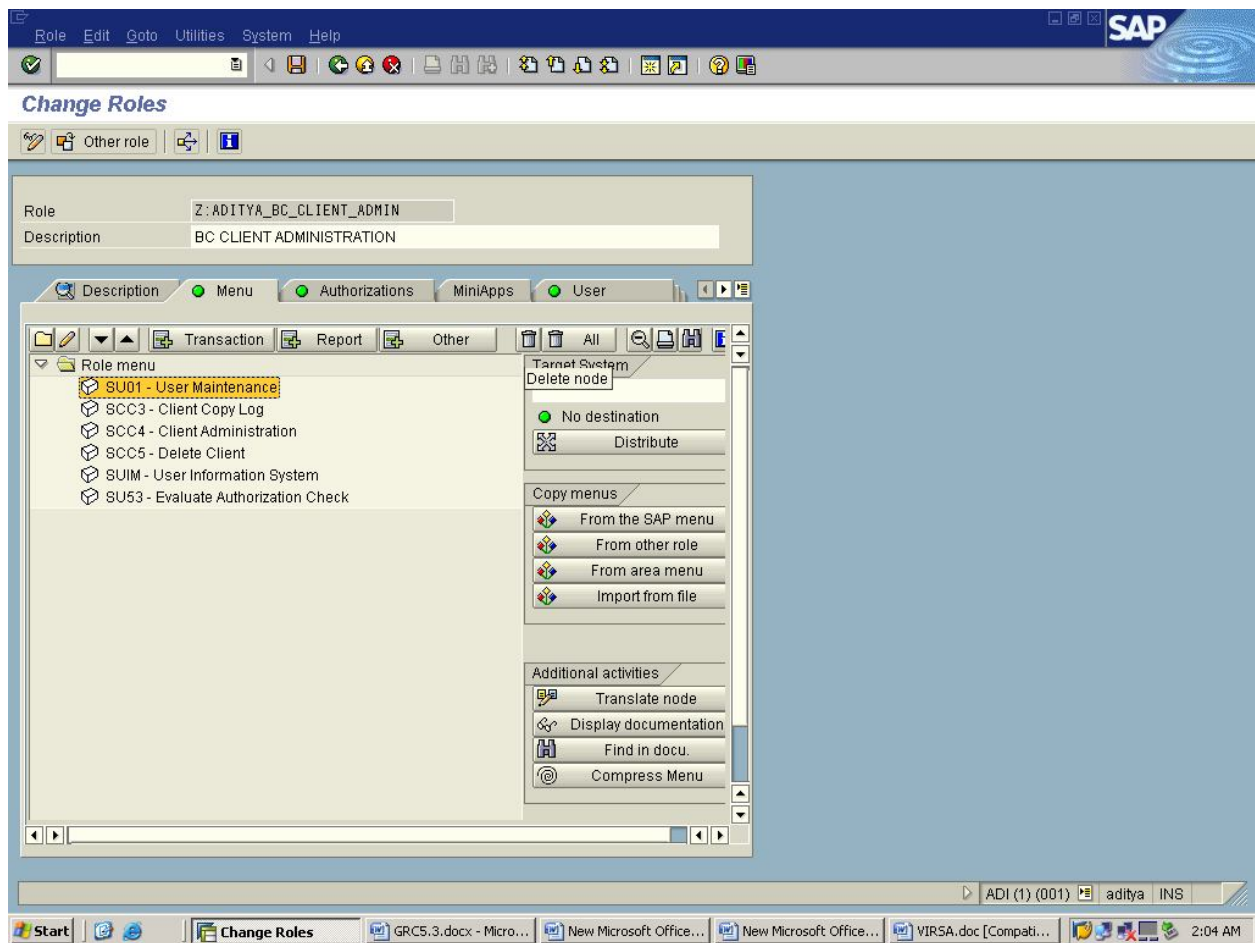 Role Edit Goto Utilities System Help
SAP
Change Roles
Other role
Role Z:ADITYA_BC_CLIENT_ADMIN
Description BC CLIENT ADMINISTRATION
Description Menu Authorizations MiniApps User
Transaction Report Other All
Role menu
SU01 - User Maintenance
SCC3 - Client Copy Log
SCC4 - Client Administration
SCC5 - Delete Client
SUIM - User Information System
SU53 - Evaluate Authorization Check
Target System
Delete node
No destination
Distribute
Copy menus
From the SAP menu
From other role
From area menu
Import from file
Additional activities
Translate node
Display documentation
Find in docu.
Compress Menu
ADI (1) (001) aditya INS
Start Change Roles GRC5.3.docx - Micro... New Microsoft Office... New Microsoft Office... VIRSA.doc [Compati... 2:04 AM